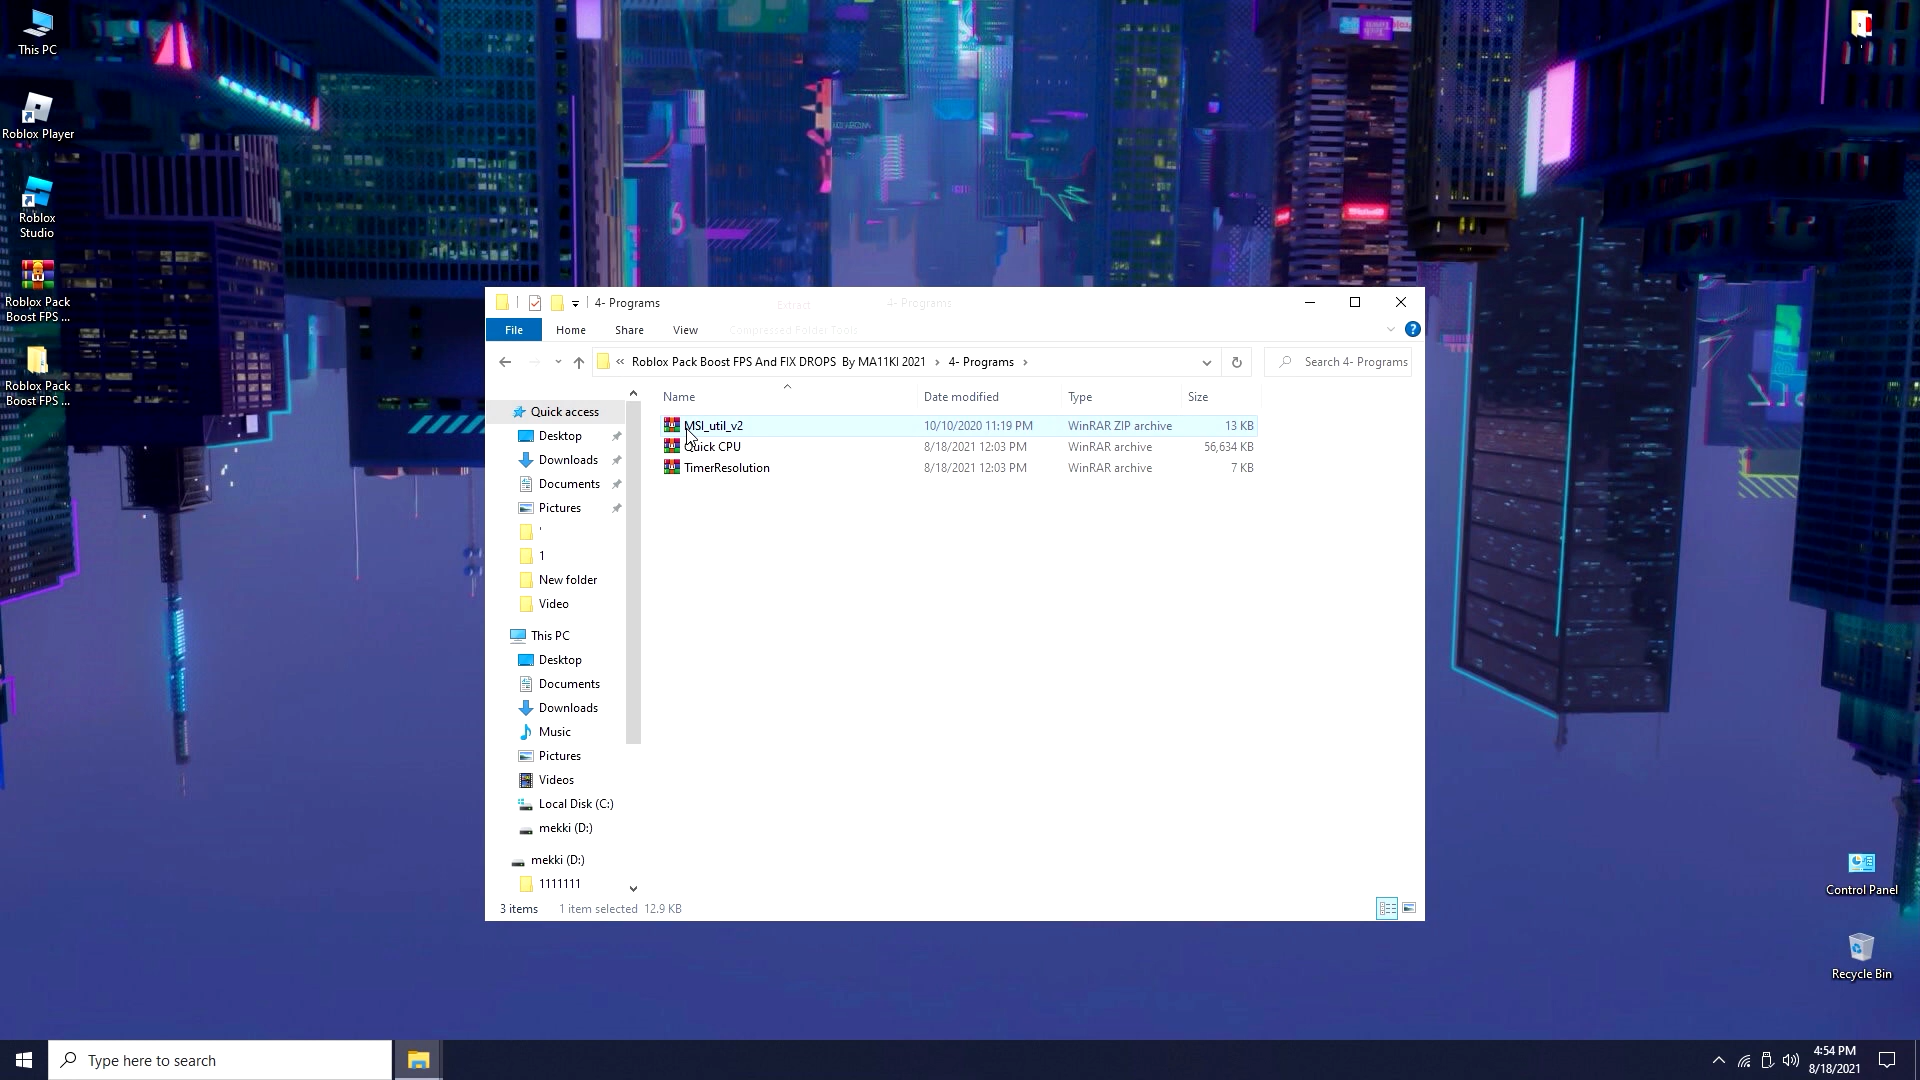 This PC
Roblox Player
Roblox
Studio
Roblox Pack
Boost FPS ...
Roblox Pack
Boost FPS ...
4- Programs
Extract
4- Programs
File
Home
Share
View
Compressed Folder Tools
«
Roblox Pack Boost FPS And FIX DROPS  By MA11KI 2021 › 4- Programs ›
Search 4- Programs
Quick access
Desktop
Downloads
Documents
Pictures
'
1
New folder
Video
This PC
Desktop
Documents
Downloads
Music
Pictures
Videos
Local Disk (C:)
mekki (D:)
mekki (D:)
1111111
Name Date modified Type Size
MSI_util_v2 10/10/2020 11:19 PM WinRAR ZIP archive 13 KB
Quick CPU 8/18/2021 12:03 PM WinRAR archive 56,634 KB
TimerResolution 8/18/2021 12:03 PM WinRAR archive 7 KB
3 items 1 item selected 12.9 KB
'
Control Panel
Recycle Bin
Type here to search
4:54 PM
8/18/2021